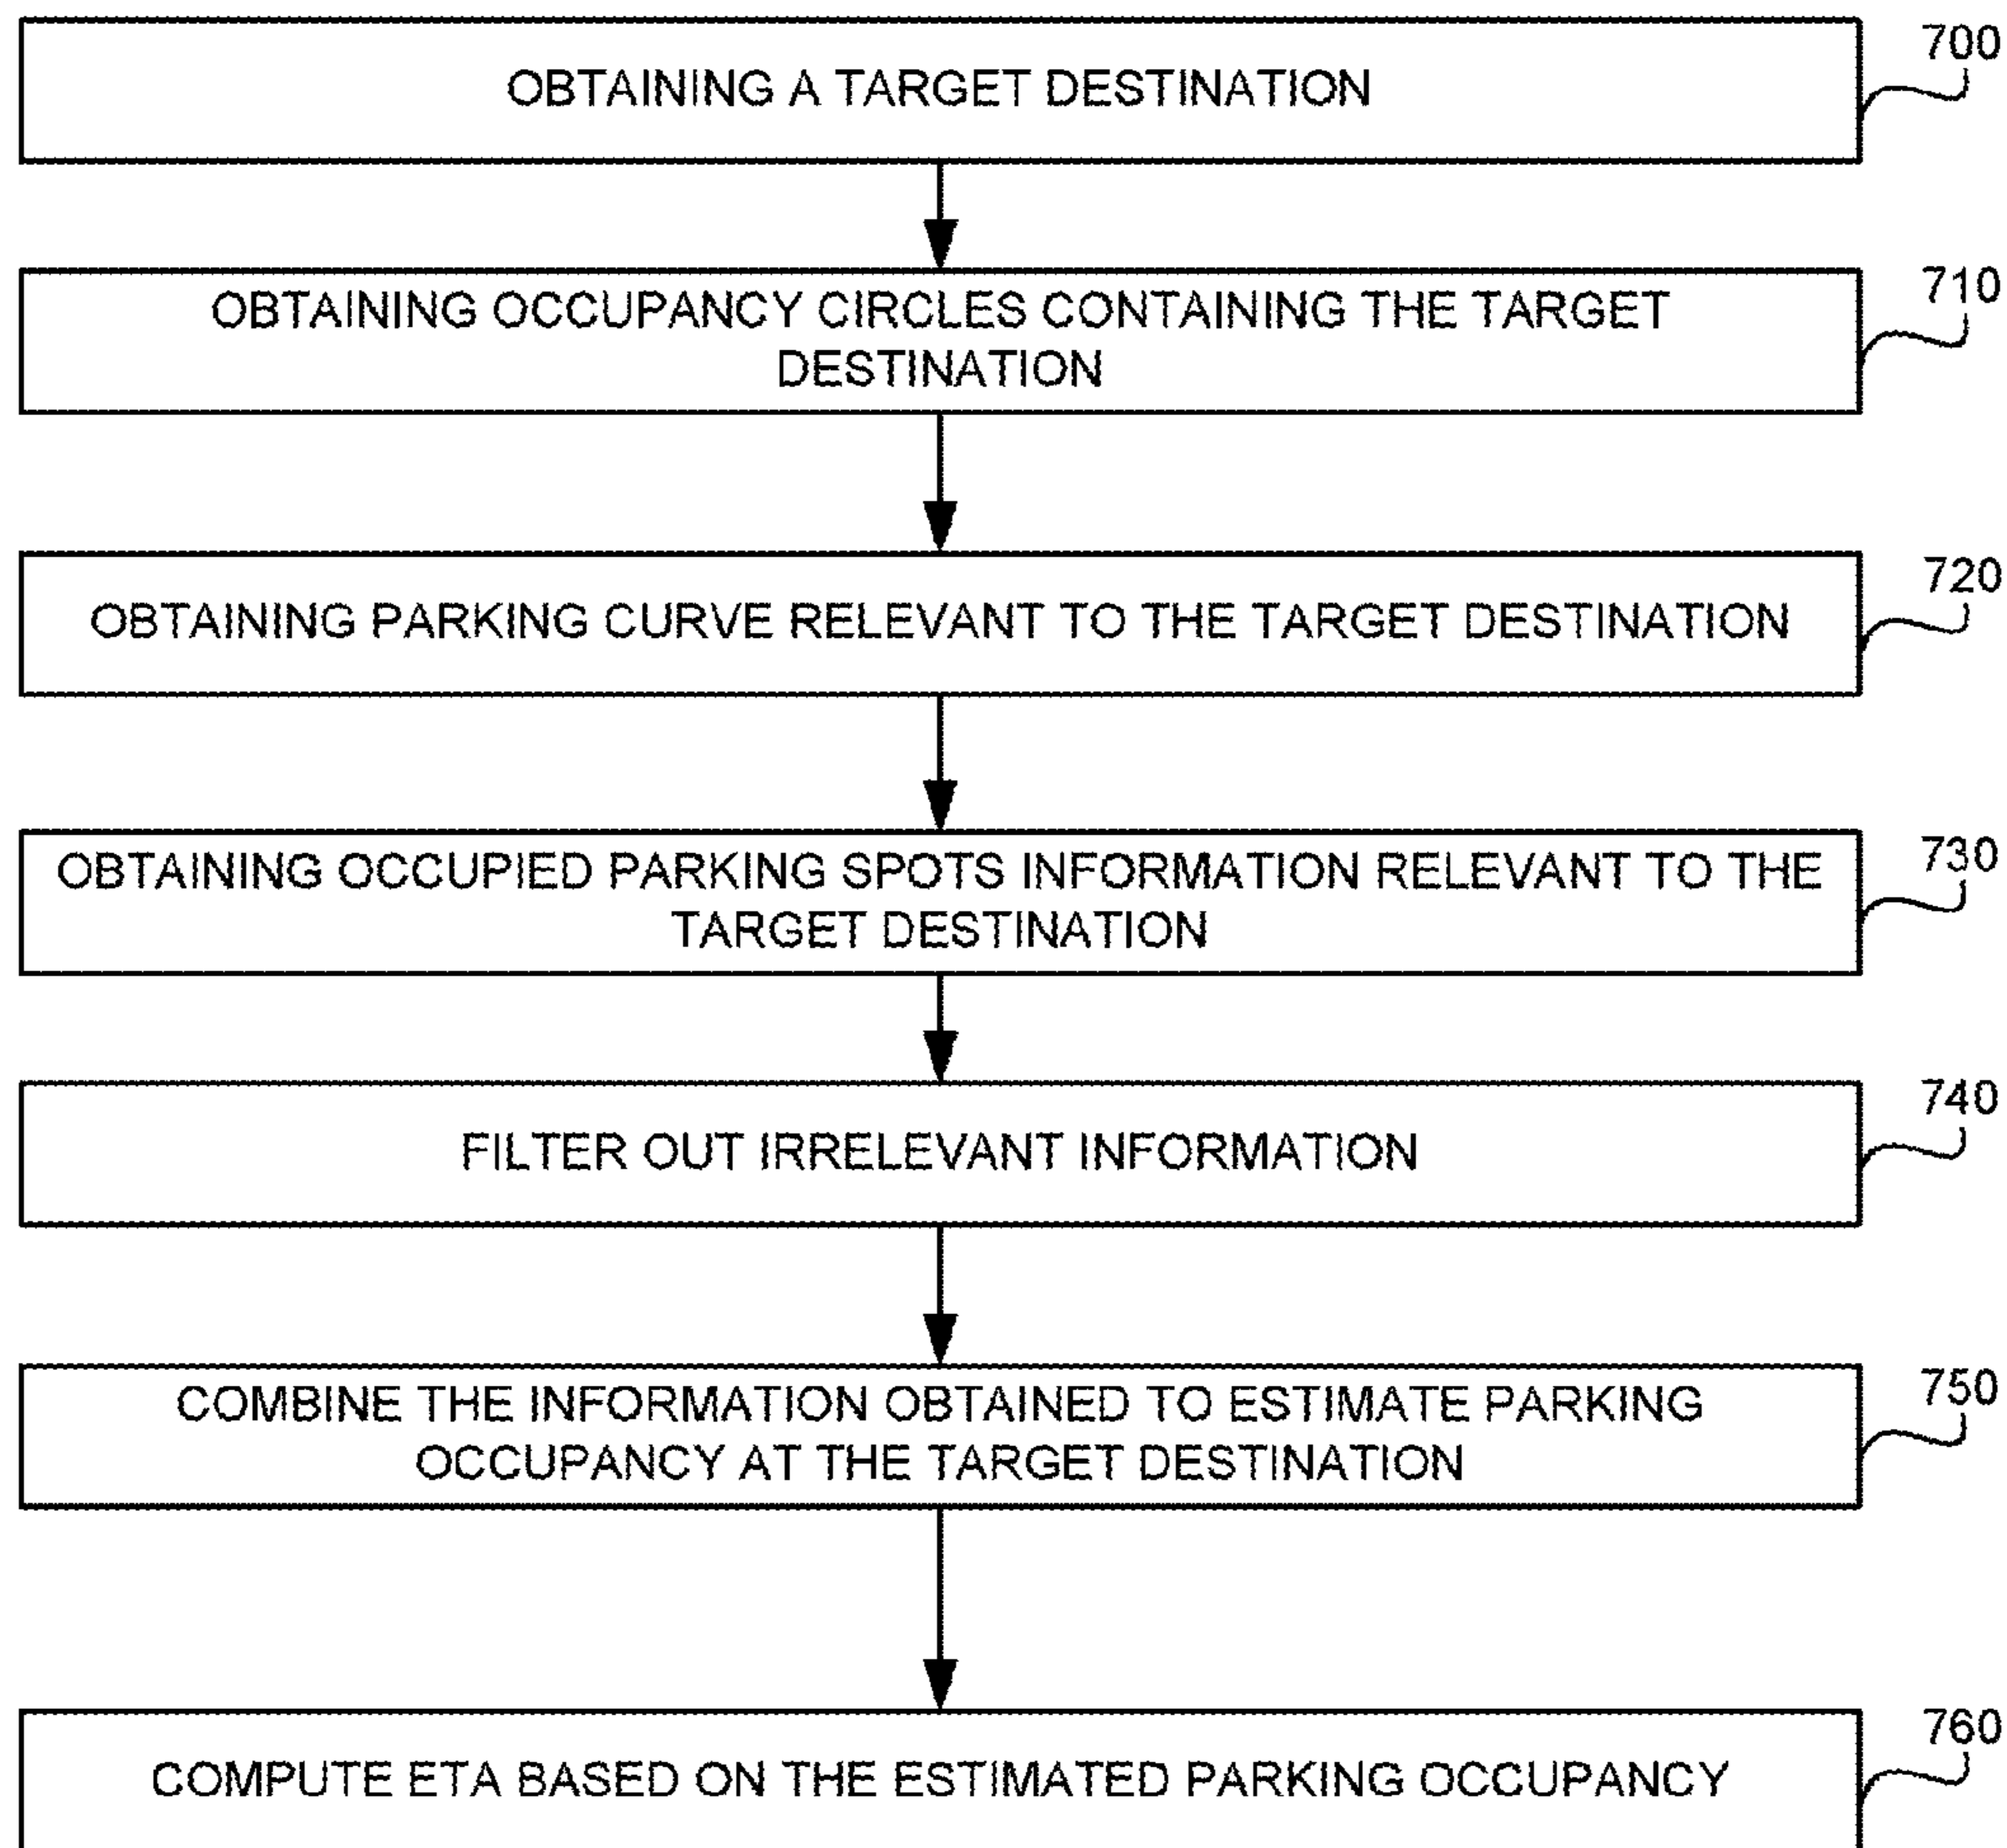 700
OBTAINING A TARGET DESTINATION
710
OBTAINING OCCUPANCY CIRCLES CONTAINING THE TARGET
DESTINATION
720
OBTAINING PARKING CURVE RELEVANT TO THE TARGET DESTINATION
730
OBTAINING OCCUPIED PARKING SPOTS INFORMATION RELEVANT TO THE
TARGET DESTINATION
740
FILTER OUT IRRELEVANT INFORMATION
750
COMBINE THE INFORMATION OBTAINED TO ESTIMATE PARKING
OCCUPANCY AT THE TARGET DESTINATION
760
COMPUTE ETA BASED ON THE ESTIMATED PARKING OCCUPANCY